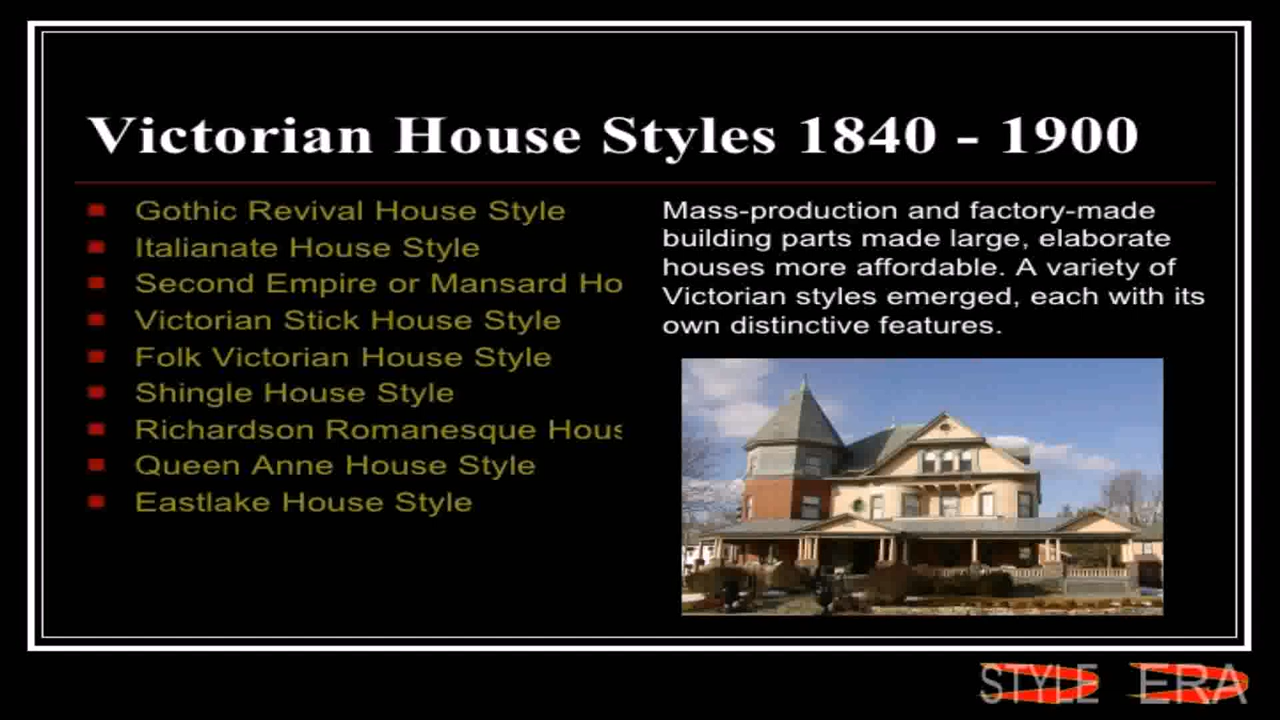 Victorian House Styles 1840 - 1900
Gothic Revival House Style
Italianate House Style
Second Empire or Mansard Ho
Victorian Stick House Style
Folk Victorian House Style
Shingle House Style
Richardson Romanesque Hous
Queen Anne House Style
Eastlake House Style
Mass-production and factory-made
building parts made large, elaborate
houses more affordable. A variety of
Victorian styles emerged, each with its
own distinctive features.
STYLE ERA